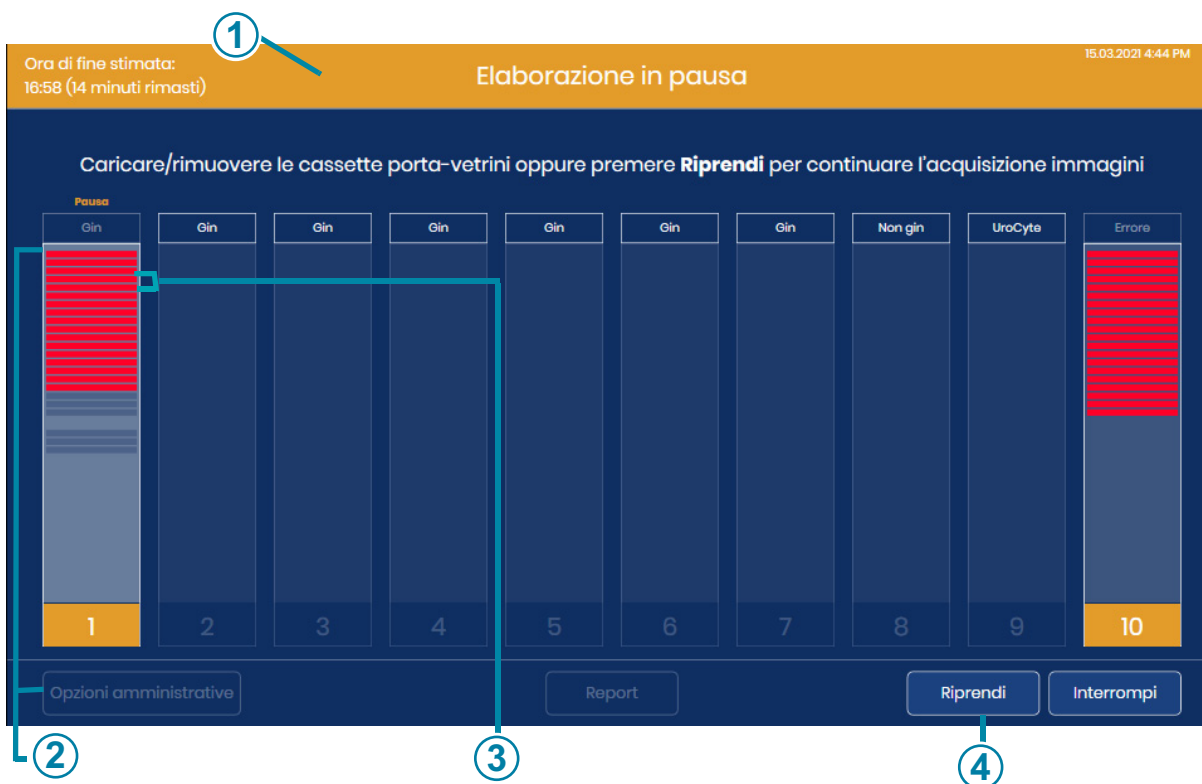 1
Ora di fine stimata:
16:58 (14 minuti rimasti)
Elaborazione in pausa
15.03.2021 4:44 PM
Caricare/rimuovere le cassette porta-vetrini oppure premere Riprendi per continuare l'acquisizione immagini
Pausa
Gin Gin Gin Gin Gin Gin Gin Non gin UroCyte Errore
1 2 3 4 5 6 7 8 9 10
Opzioni amministrative Report Riprendi Interrompi
2 3 4